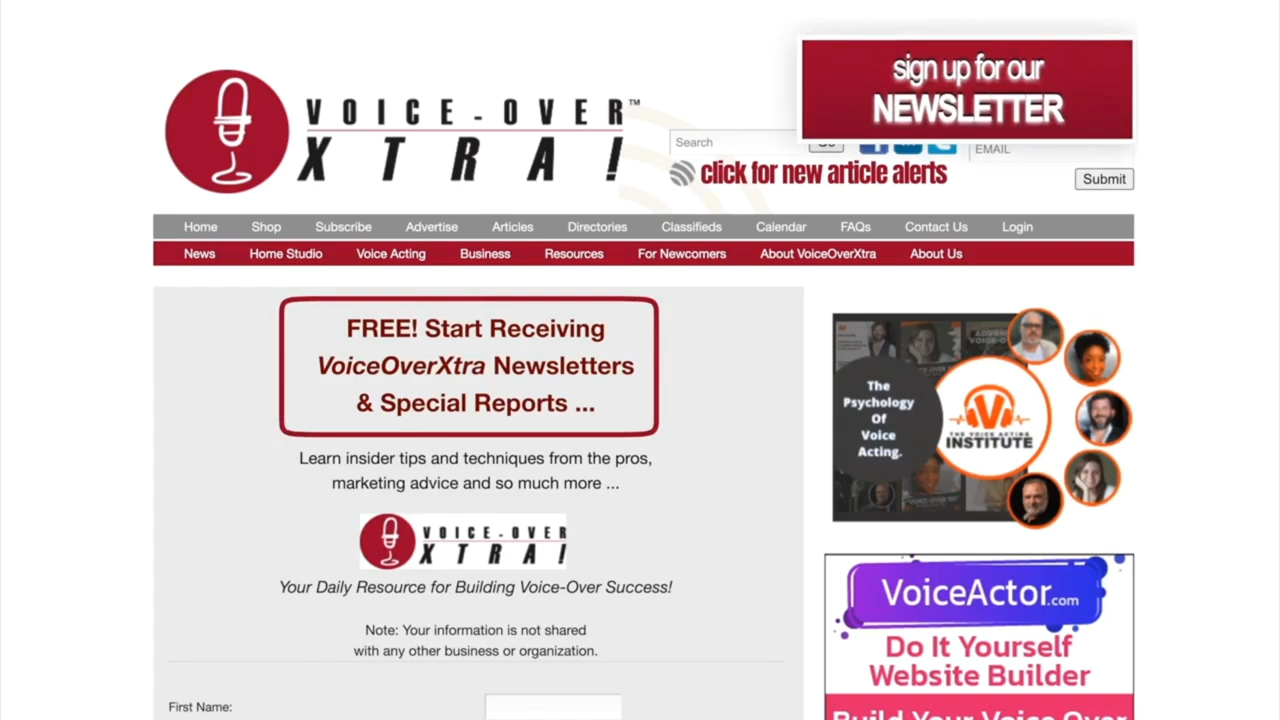 sign up for our
NEWSLETTER
VOICE-OVER™
XTRA!
Search
EMAIL
click for new article alerts
Submit
Home Shop Subscribe Advertise Articles Directories Classifieds Calendar FAQs Contact Us Login
News Home Studio Voice Acting Business Resources For Newcomers About VoiceOverXtra About Us
FREE! Start Receiving
VoiceOverXtra Newsletters
& Special Reports ...
Learn insider tips and techniques from the pros,
marketing advice and so much more ...
VOICE-OVER
XTRA!
Your Daily Resource for Building Voice-Over Success!
Note: Your information is not shared
with any other business or organization.
First Name:
The
Psychology
Of
Voice
Acting.
THE VOICE ACTING
INSTITUTE
VoiceActor.com
Do It Yourself
Website Builder
Build Your Voice Over